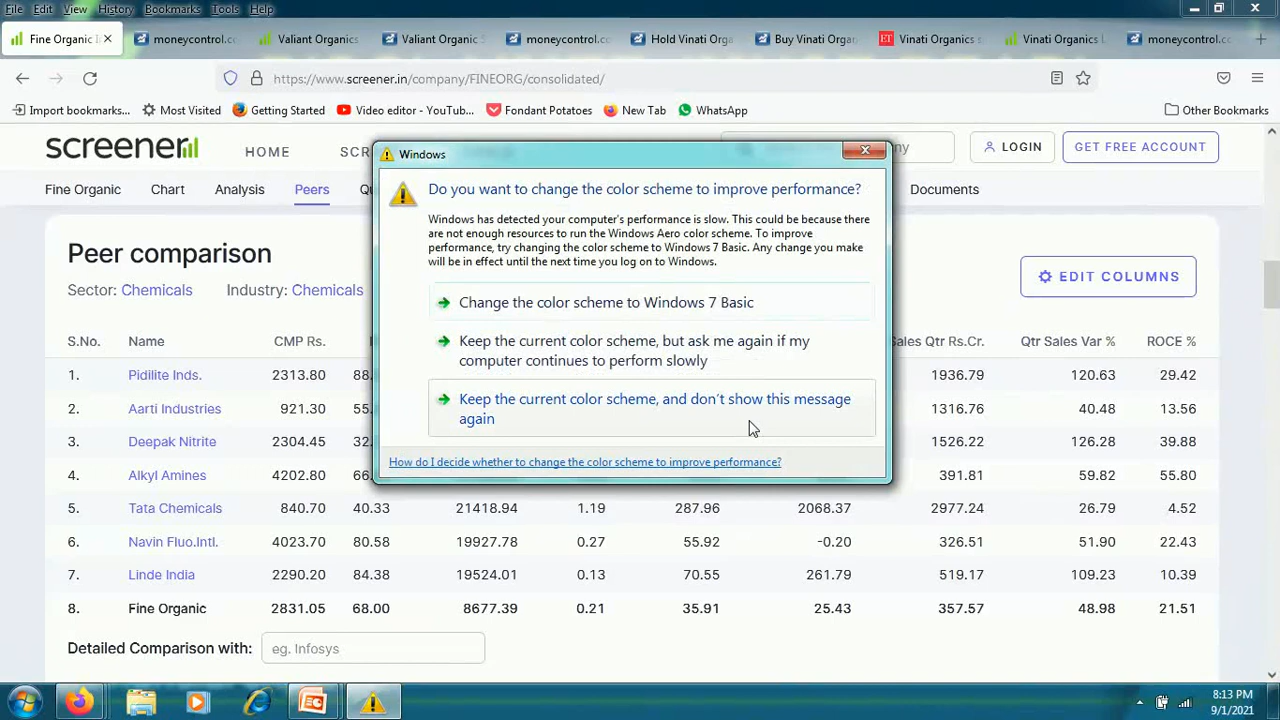 File Edit View History Bookmarks Tools Help
Fine Organic I
moneycontrol.co
Valiant Organics
Valiant Organic S
moneycontrol.co
Hold Vinati Orga
Buy Vinati Organ
ET Vinati Organics s
Vinati Organics L
moneycontrol.co
https://www.screener.in/company/FINEORG/consolidated/
Import bookmarks... Most Visited Getting Started Video editor - YouTub... Fondant Potatoes New Tab WhatsApp Other Bookmarks
screener HOME LOGIN GET FREE ACCOUNT
Fine Organic Chart Analysis Peers Documents
Windows
Do you want to change the color scheme to improve performance?
Windows has detected your computer's performance is slow. This could be because there
are not enough resources to run the Windows Aero color scheme. To improve
performance, try changing the color scheme to Windows 7 Basic. Any change you make
will be in effect until the next time you log on to Windows.
Change the color scheme to Windows 7 Basic
Keep the current color scheme, but ask me again if my
computer continues to perform slowly
Keep the current color scheme, and don't show this message
again
How do I decide whether to change the color scheme to improve performance?
Peer comparison
Sector: Chemicals Industry: Chemicals
EDIT COLUMNS
S.No. Name CMP Rs. Sales Qtr Rs.Cr. Qtr Sales Var % ROCE %
1. Pidilite Inds. 2313.80 88. 1936.79 120.63 29.42
2. Aarti Industries 921.30 55 1316.76 40.48 13.56
3. Deepak Nitrite 2304.45 32. 1526.22 126.28 39.88
4. Alkyl Amines 4202.80 66. 391.81 59.82 55.80
5. Tata Chemicals 840.70 40.33 21418.94 1.19 287.96 2068.37 2977.24 26.79 4.52
6. Navin Fluo.Intl. 4023.70 80.58 19927.78 0.27 55.92 -0.20 326.51 51.90 22.43
7. Linde India 2290.20 84.38 19524.01 0.13 70.55 261.79 519.17 109.23 10.39
8. Fine Organic 2831.05 68.00 8677.39 0.21 35.91 25.43 357.57 48.98 21.51
Detailed Comparison with: eg. Infosys
8:13 PM
9/1/2021